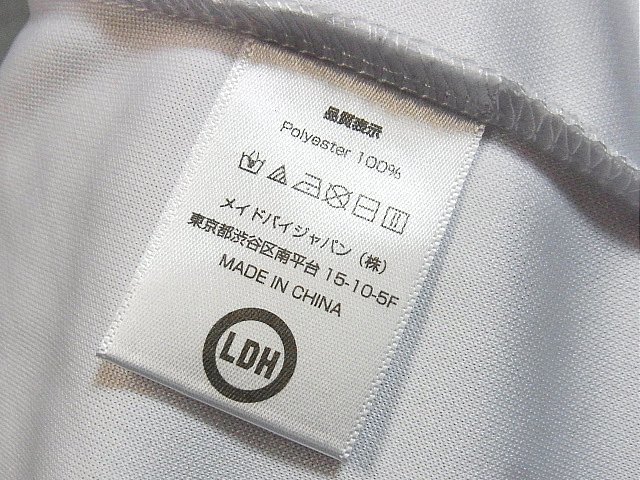 品質表示
Polyester 100%
メイドバイジャパン（株）
東京都渋谷区南平台 15-10-5F
MADE IN CHINA
LDH